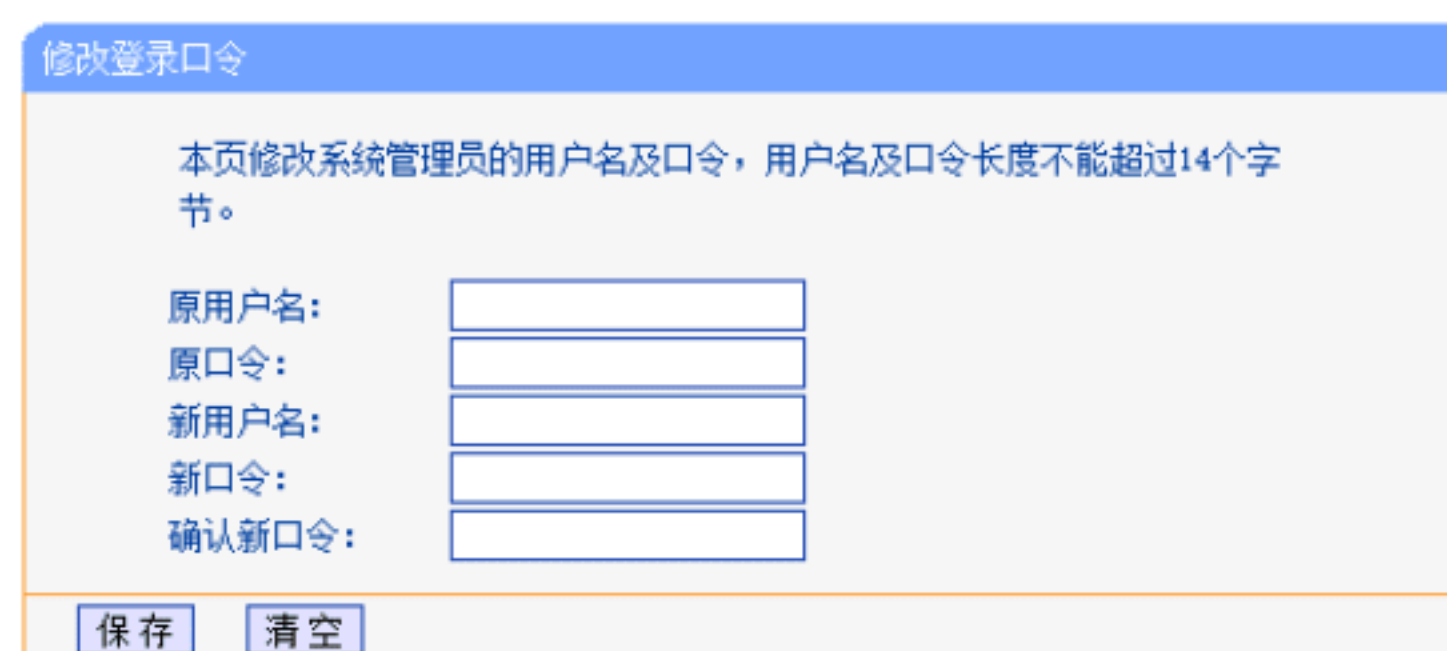 修改登录口令
本页修改系统管理员的用户名及口令，用户名及口令长度不能超过14个字
节。
原用户名：
原口令：
新用户名：
新口令：
确认新口令：
保存 清空